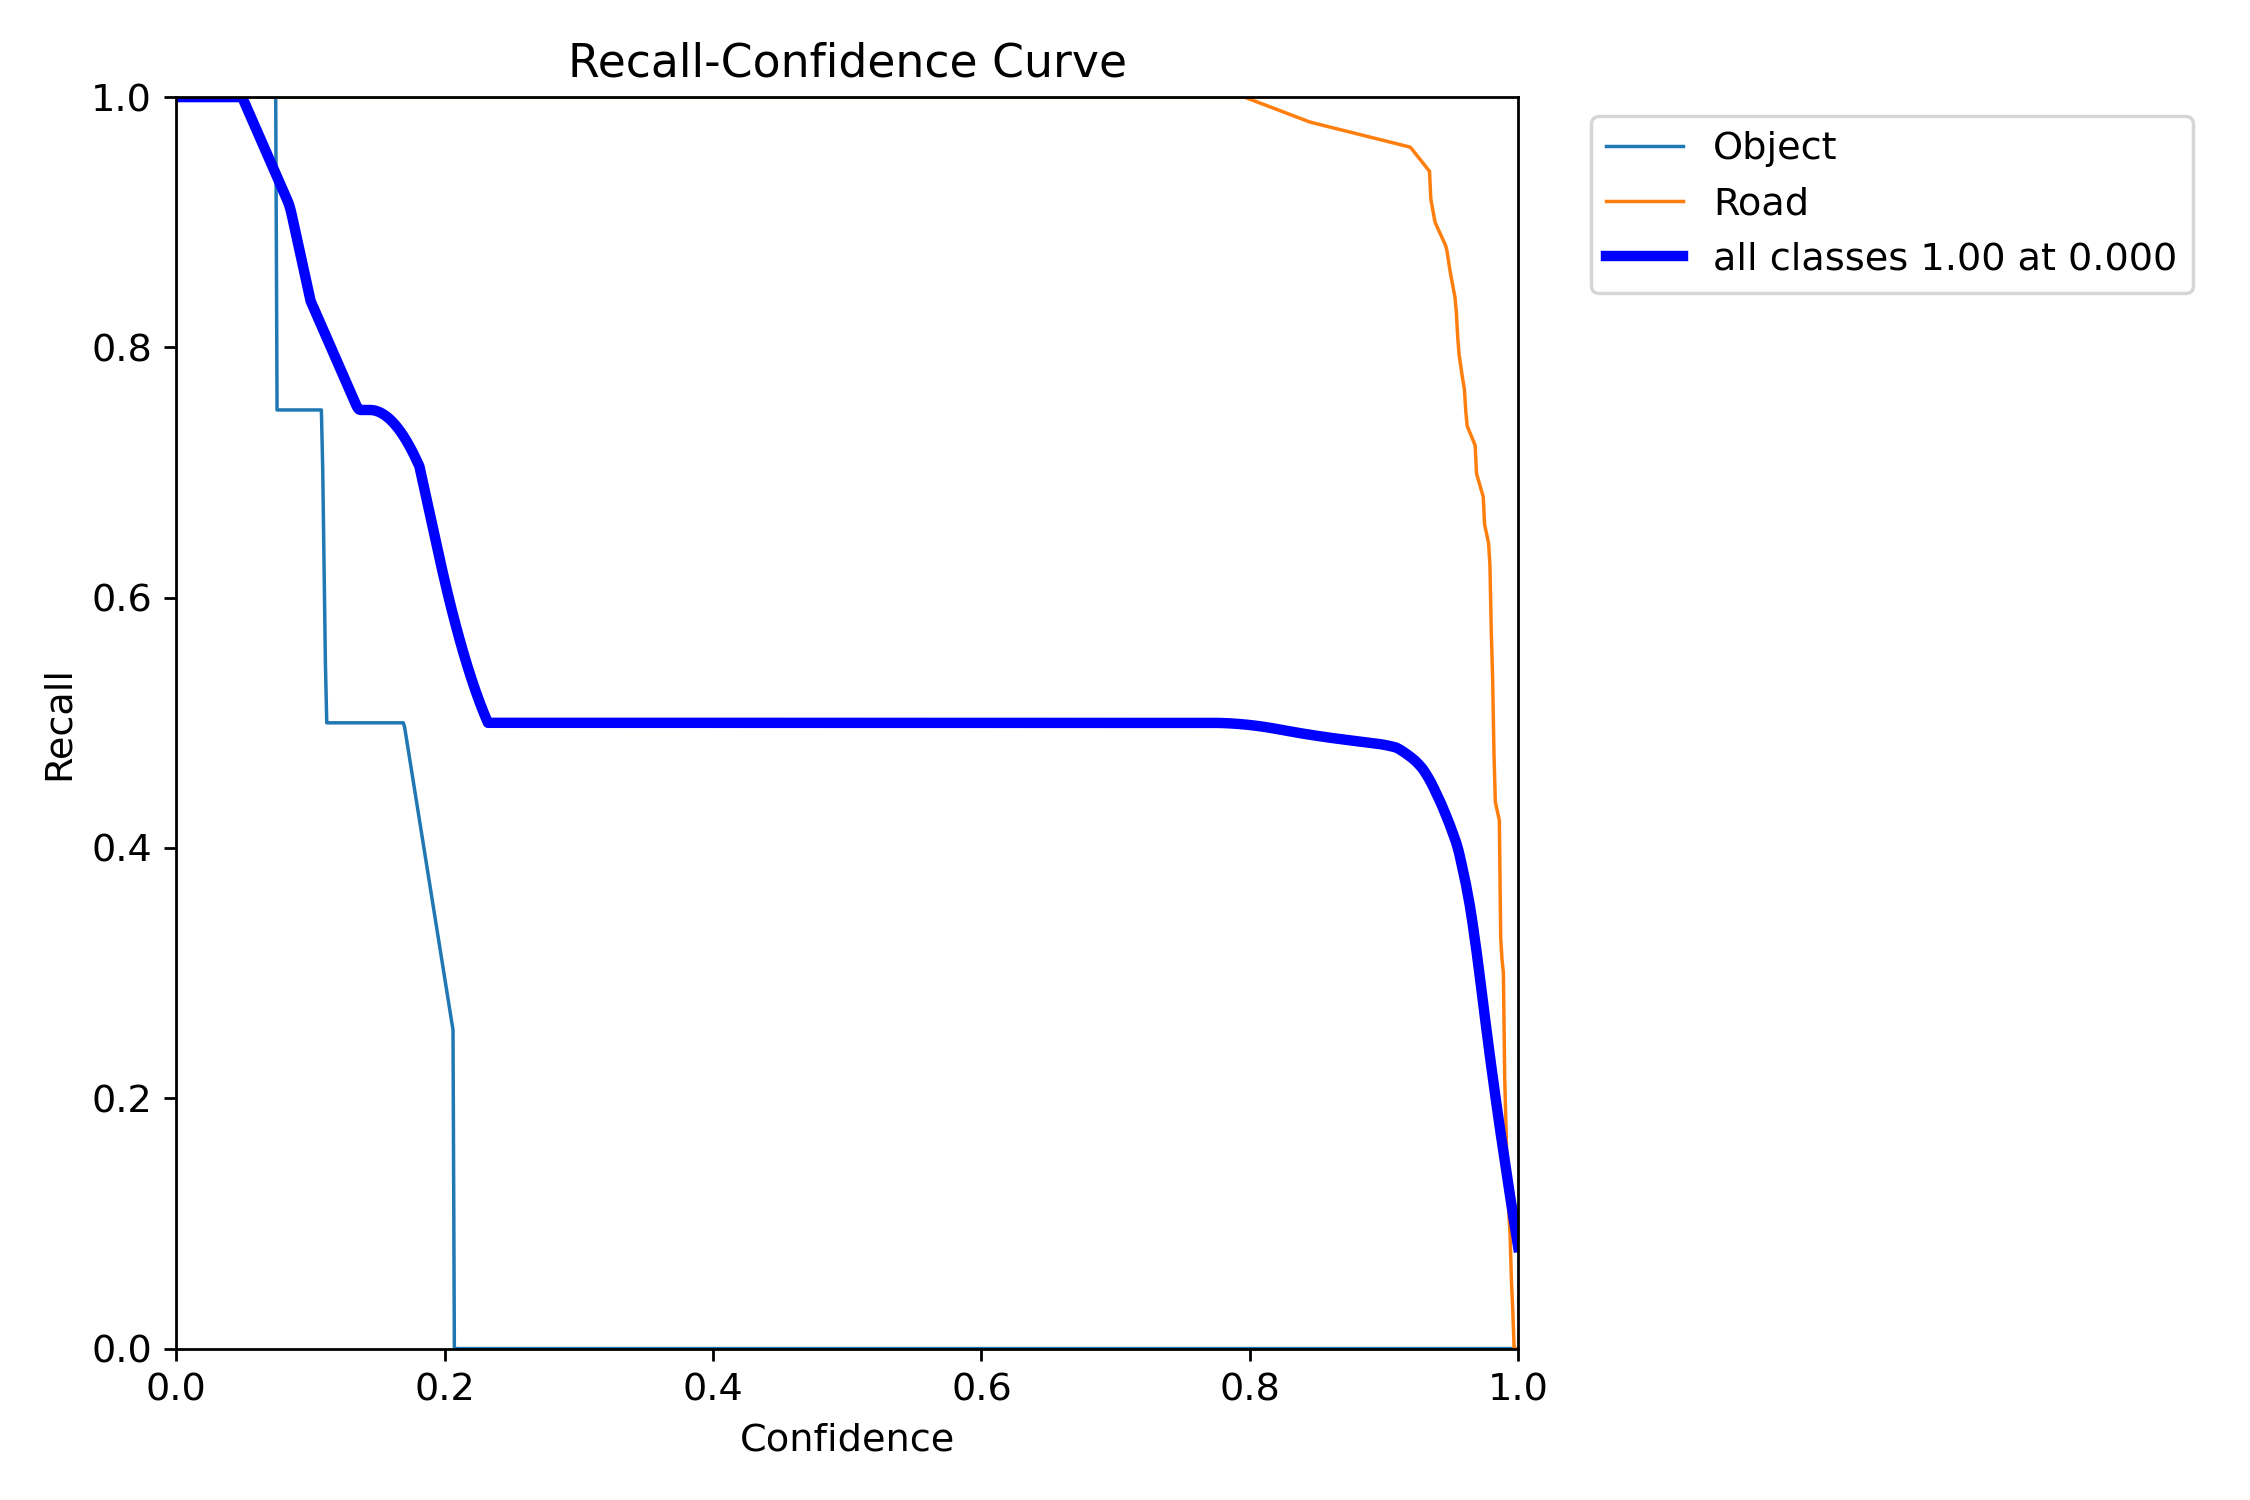 Recall-Confidence Curve
Object
Road
all classes 1.00 at 0.000
1.0
0.8
0.6
0.4
0.2
0.0
Recall
0.0 0.2 0.4 0.6 0.8 1.0
Confidence